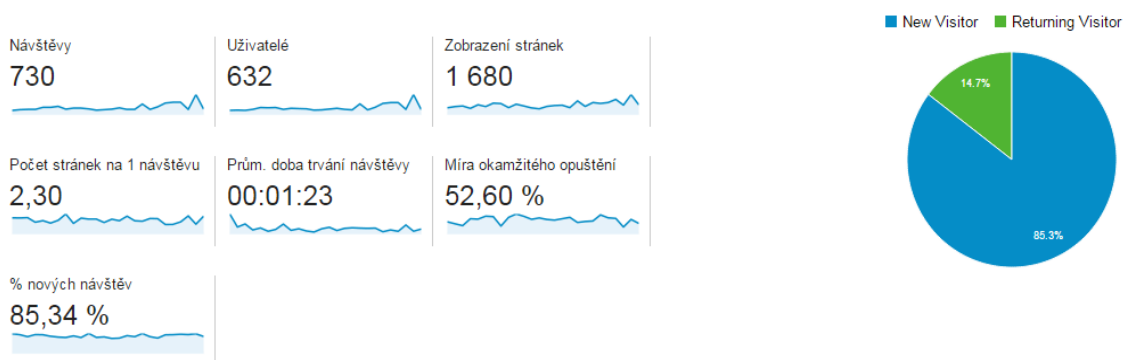 New Visitor Returning Visitor
Návštěvy
730
Uživatelé
632
Zobrazení stránek
1 680
Počet stránek na 1 návštěvu
2,30
Prům. doba trvání návštěvy
00:01:23
Míra okamžitého opuštění
52,60 %
% nových návštěv
85,34 %
14.7%
85.3%